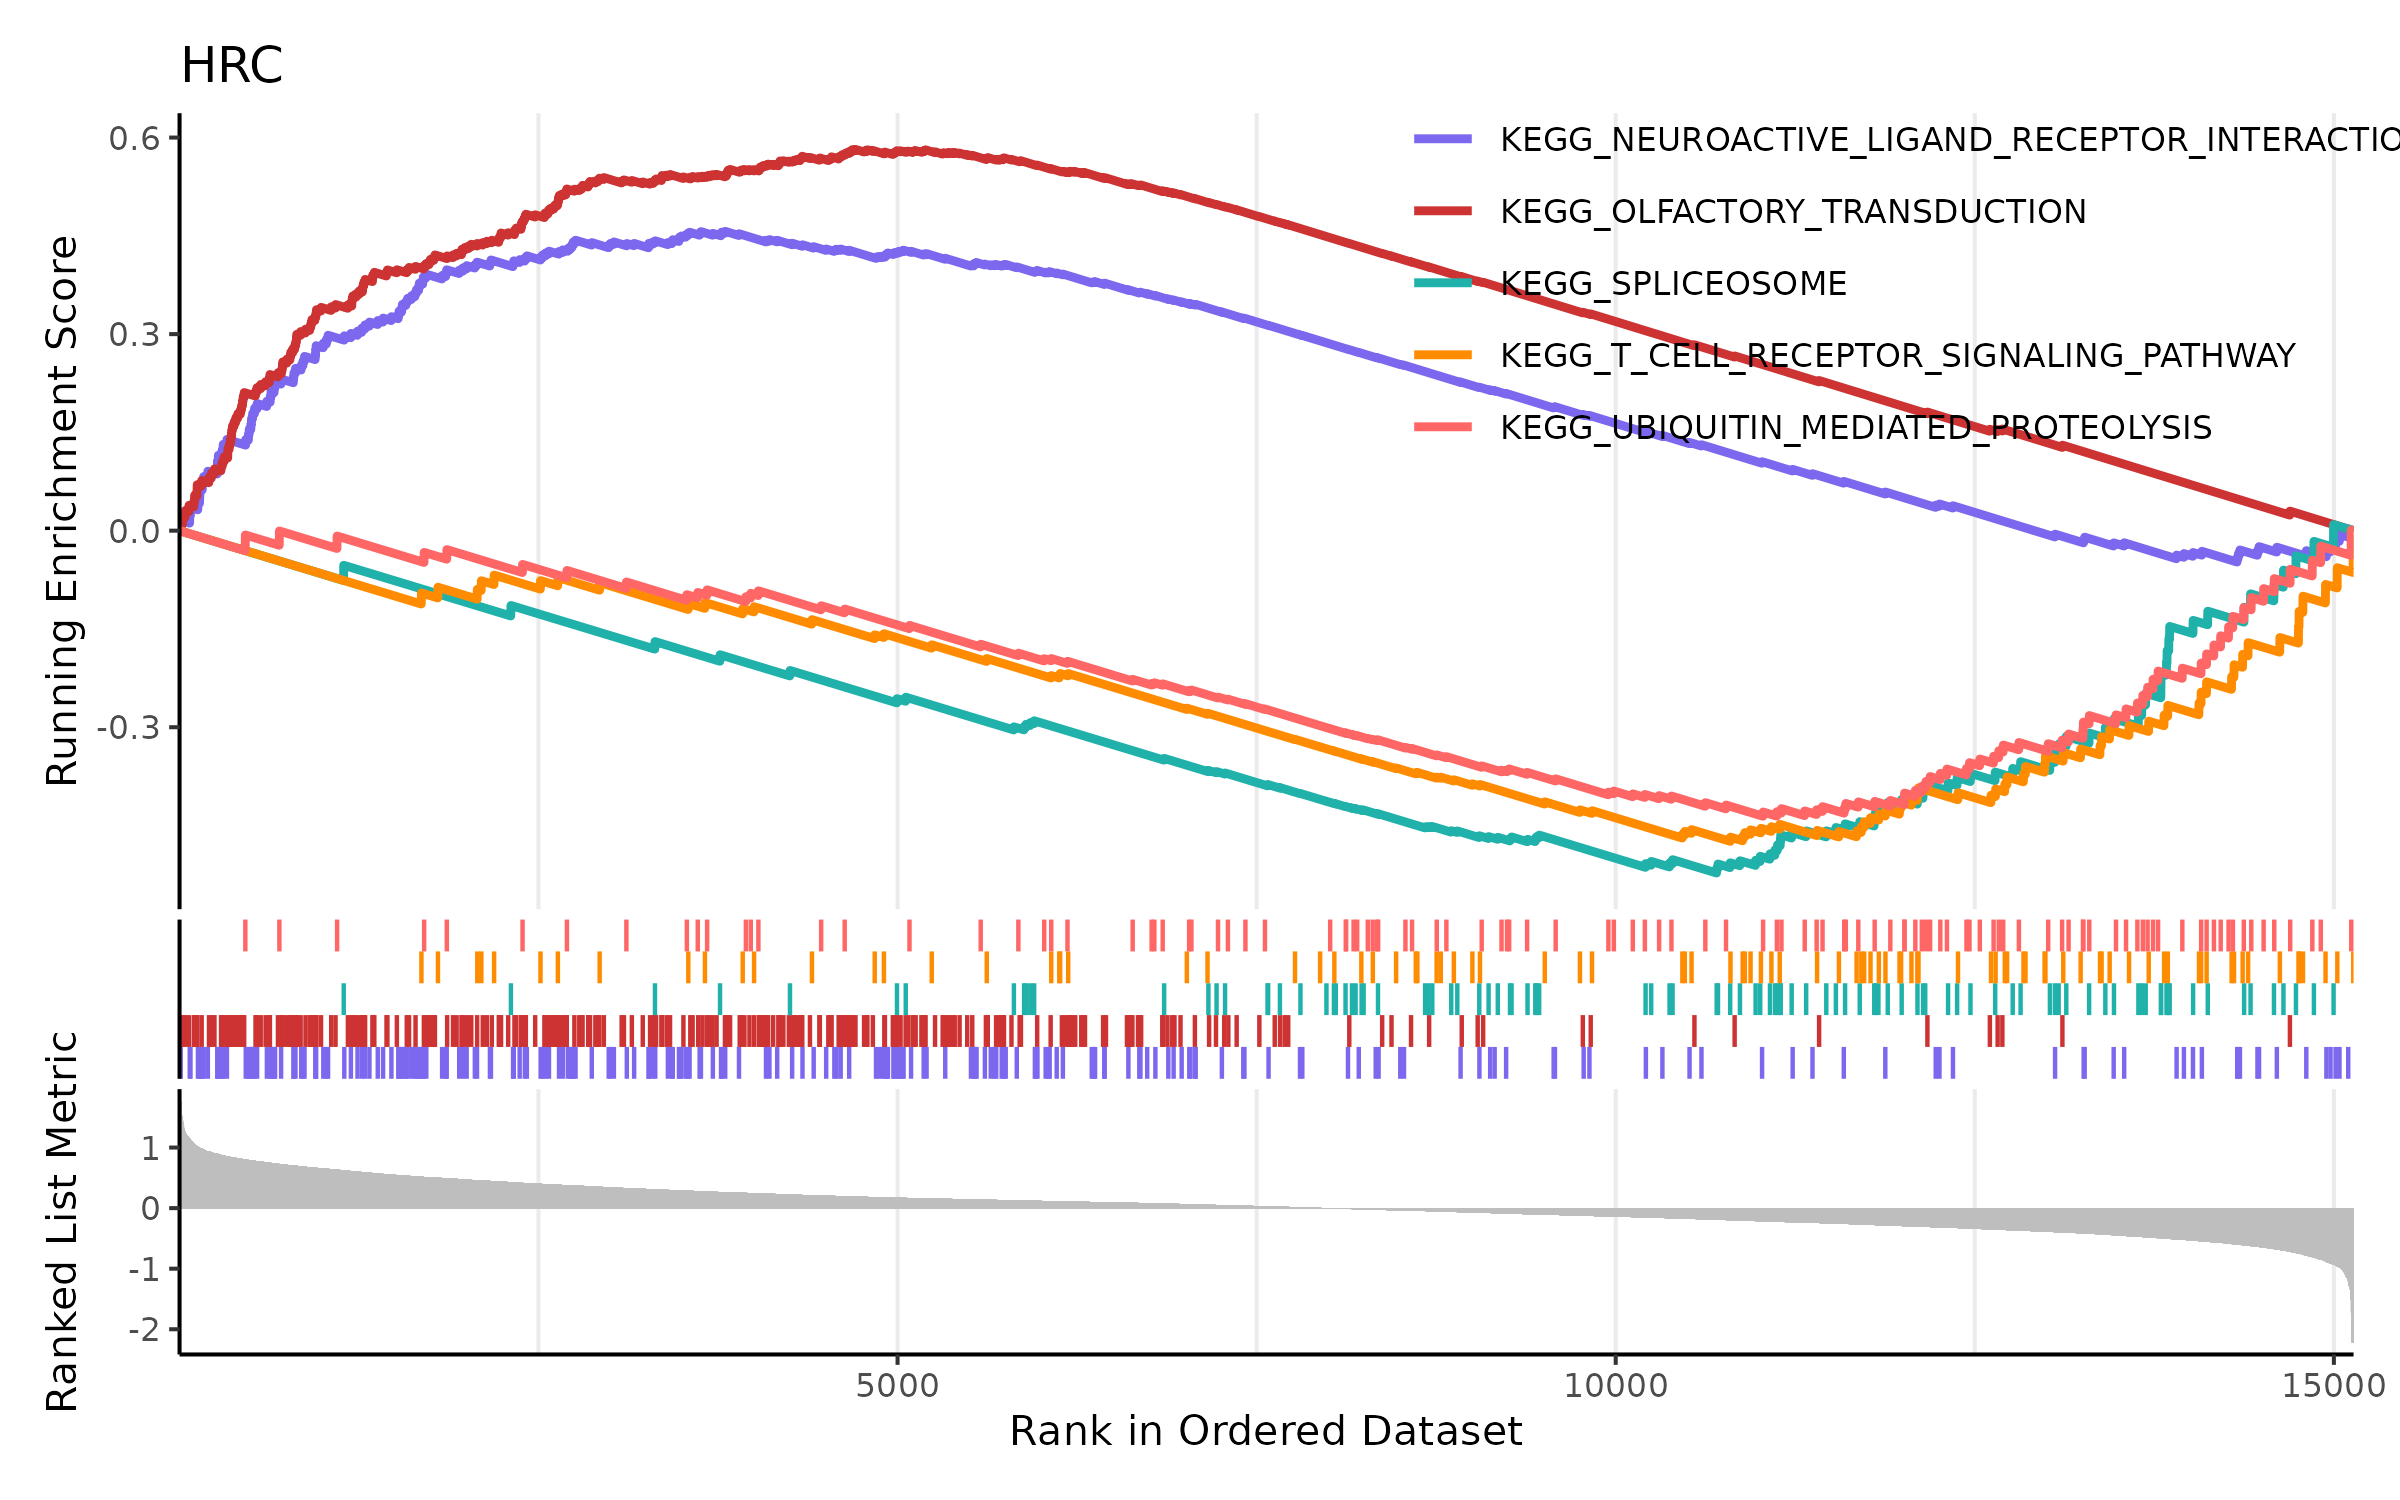 HRC
Running Enrichment Score
0.6
0.3
0.0
-0.3
KEGG_NEUROACTIVE_LIGAND_RECEPTOR_INTERACTIO
KEGG_OLFACTORY_TRANSDUCTION
KEGG_SPLICEOSOME
KEGG_T_CELL_RECEPTOR_SIGNALING_PATHWAY
KEGG_UBIQUITIN_MEDIATED_PROTEOLYSIS
Ranked List Metric
1
0
-1
-2
5000
10000
15000
Rank in Ordered Dataset